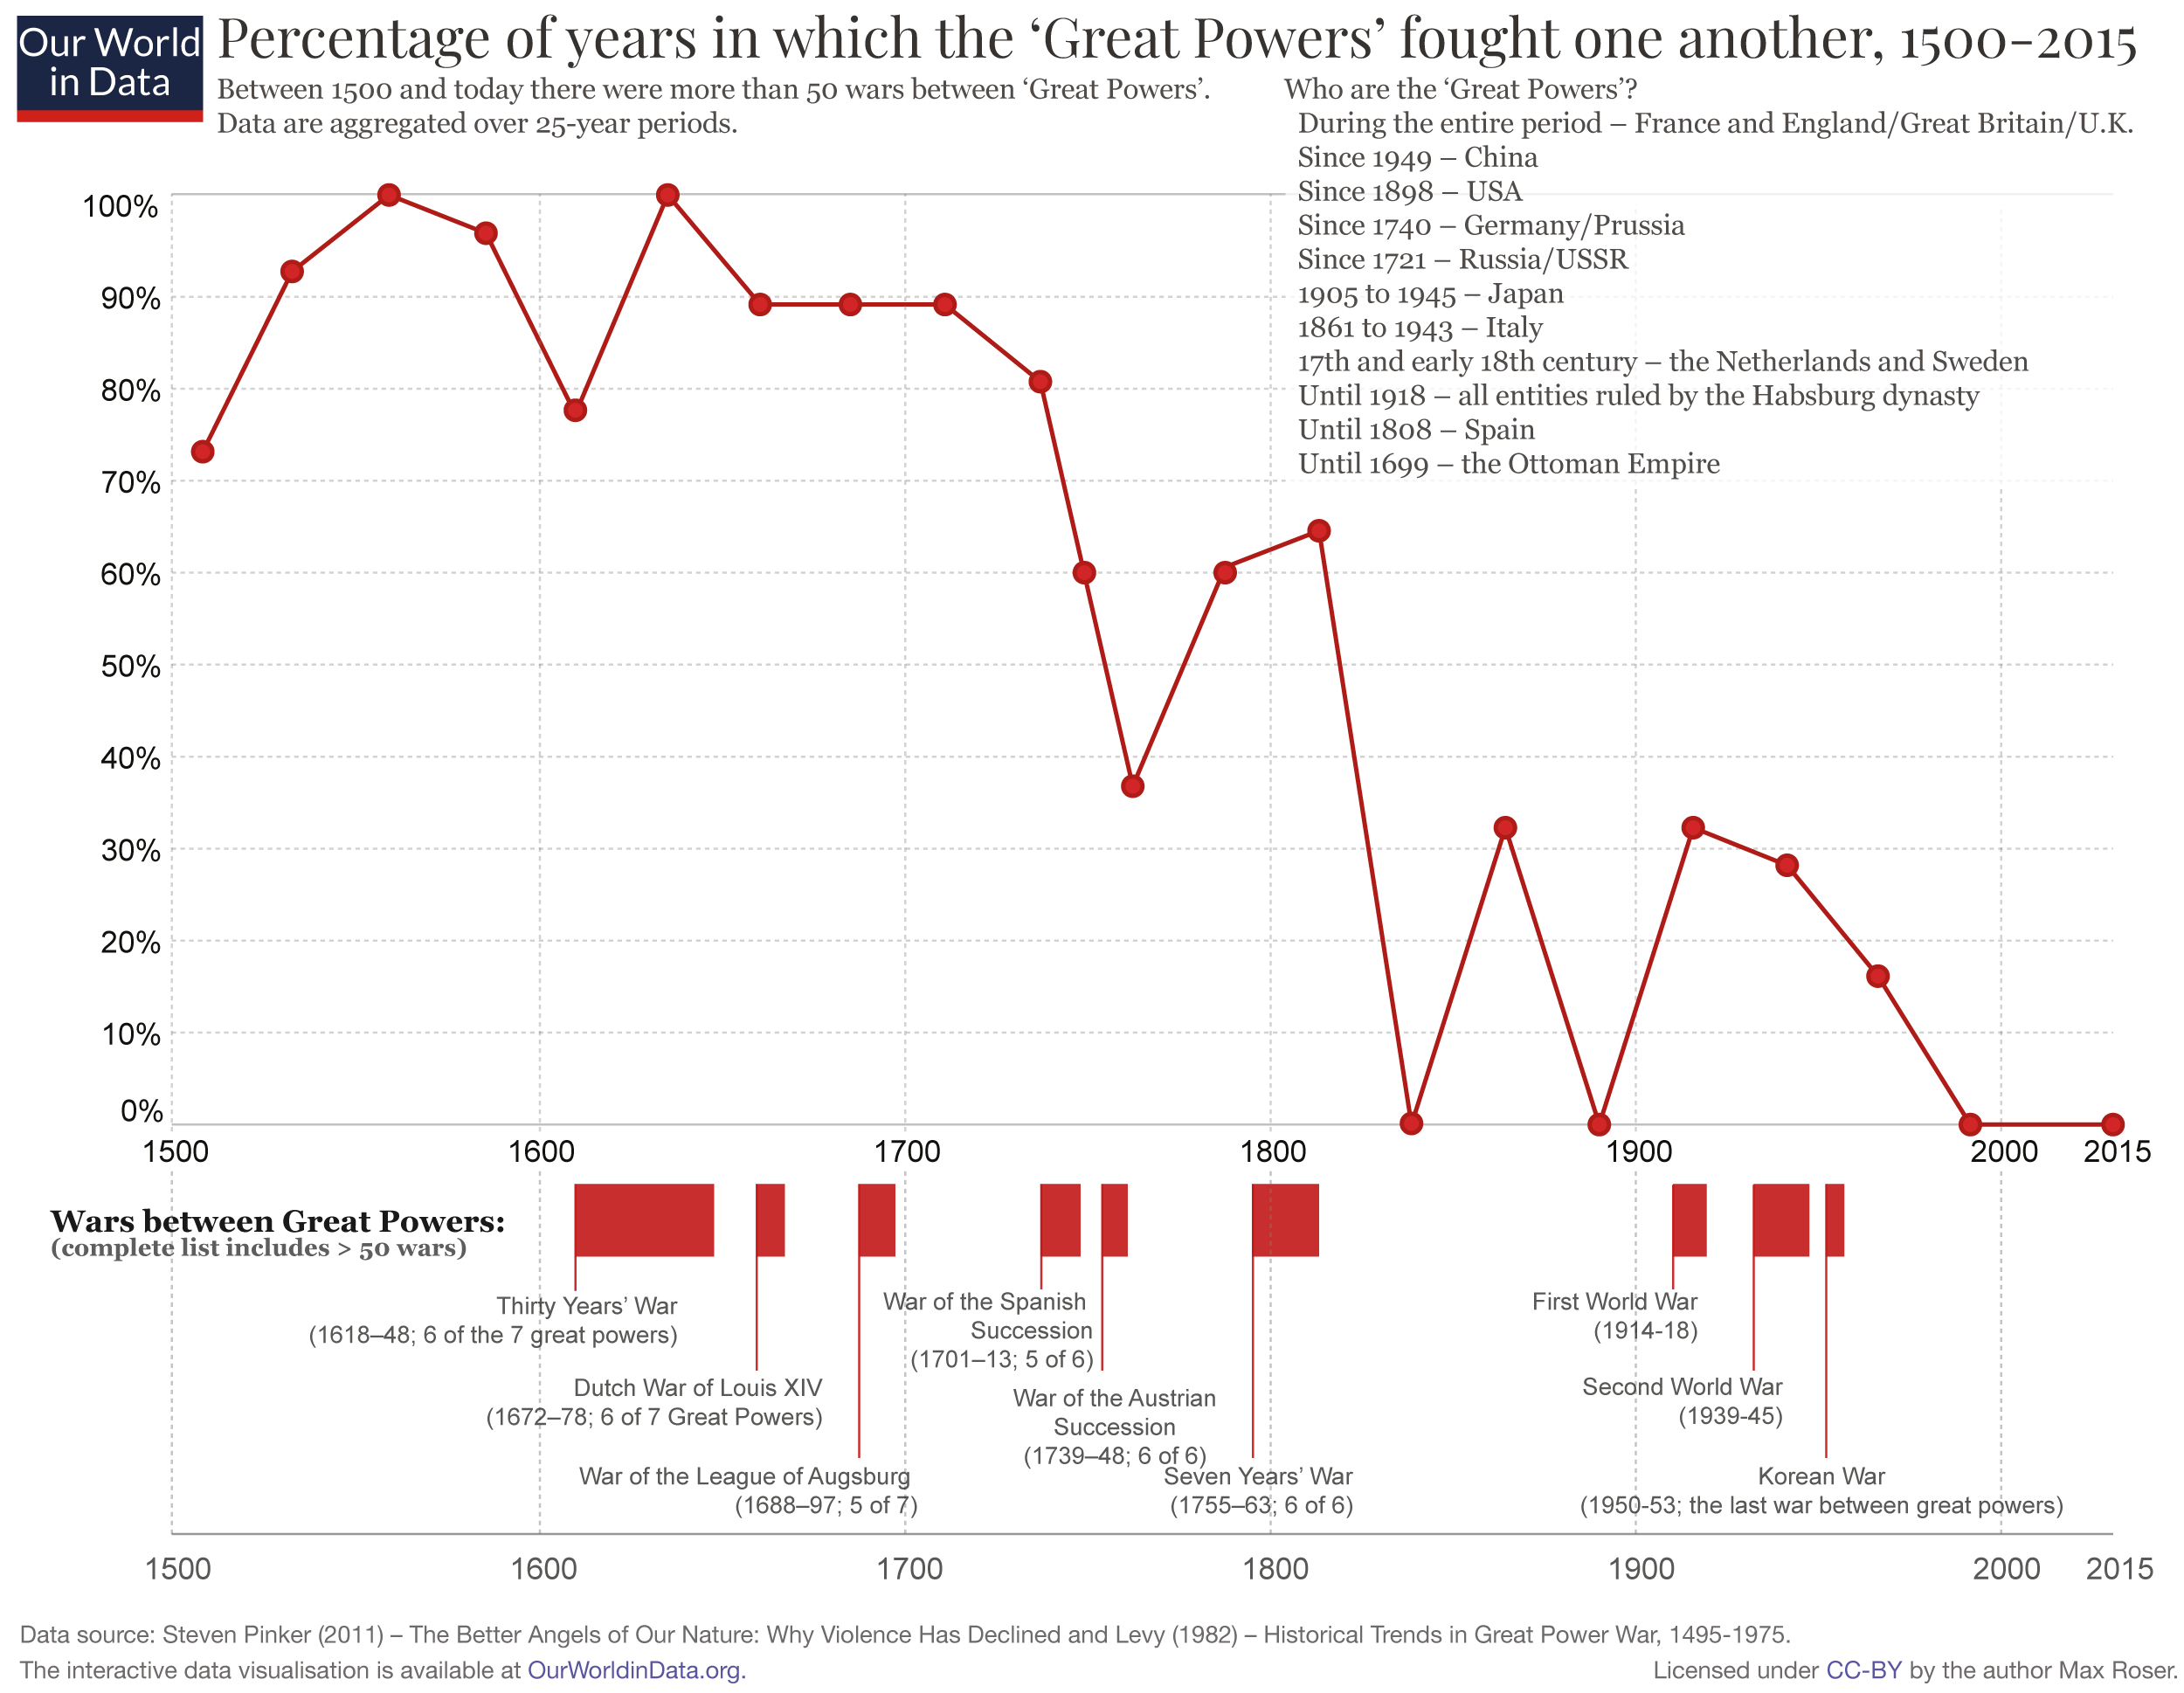 Our World
in Data
Percentage of years in which the ‘Great Powers’ fought one another, 1500-2015
Between 1500 and today there were more than 50 wars between ‘Great Powers’.
Data are aggregated over 25-year periods.
Who are the ‘Great Powers’?
During the entire period – France and England/Great Britain/U.K.
Since 1949 – China
Since 1898 – USA
Since 1740 – Germany/Prussia
Since 1721 – Russia/USSR
1905 to 1945 – Japan
1861 to 1943 – Italy
17th and early 18th century – the Netherlands and Sweden
Until 1918 – all entities ruled by the Habsburg dynasty
Until 1808 – Spain
Until 1699 – the Ottoman Empire
100%
90%
80%
70%
60%
50%
40%
30%
20%
10%
0%
1500 1600 1700 1800 1900 2000 2015
Wars between Great Powers:
(complete list includes > 50 wars)
Thirty Years’ War
(1618–48; 6 of the 7 great powers)
Dutch War of Louis XIV
(1672–78; 6 of 7 Great Powers)
War of the League of Augsburg
(1688–97; 5 of 7)
War of the Spanish
Succession
(1701–13; 5 of 6)
War of the Austrian
Succession
(1739–48; 6 of 6)
Seven Years’ War
(1755–63; 6 of 6)
First World War
(1914-18)
Second World War
(1939-45)
Korean War
(1950-53; the last war between great powers)
1500 1600 1700 1800 1900 2000 2015
Data source: Steven Pinker (2011) – The Better Angels of Our Nature: Why Violence Has Declined and Levy (1982) – Historical Trends in Great Power War, 1495-1975.
The interactive data visualisation is available at OurWorldinData.org.
Licensed under CC-BY by the author Max Roser.